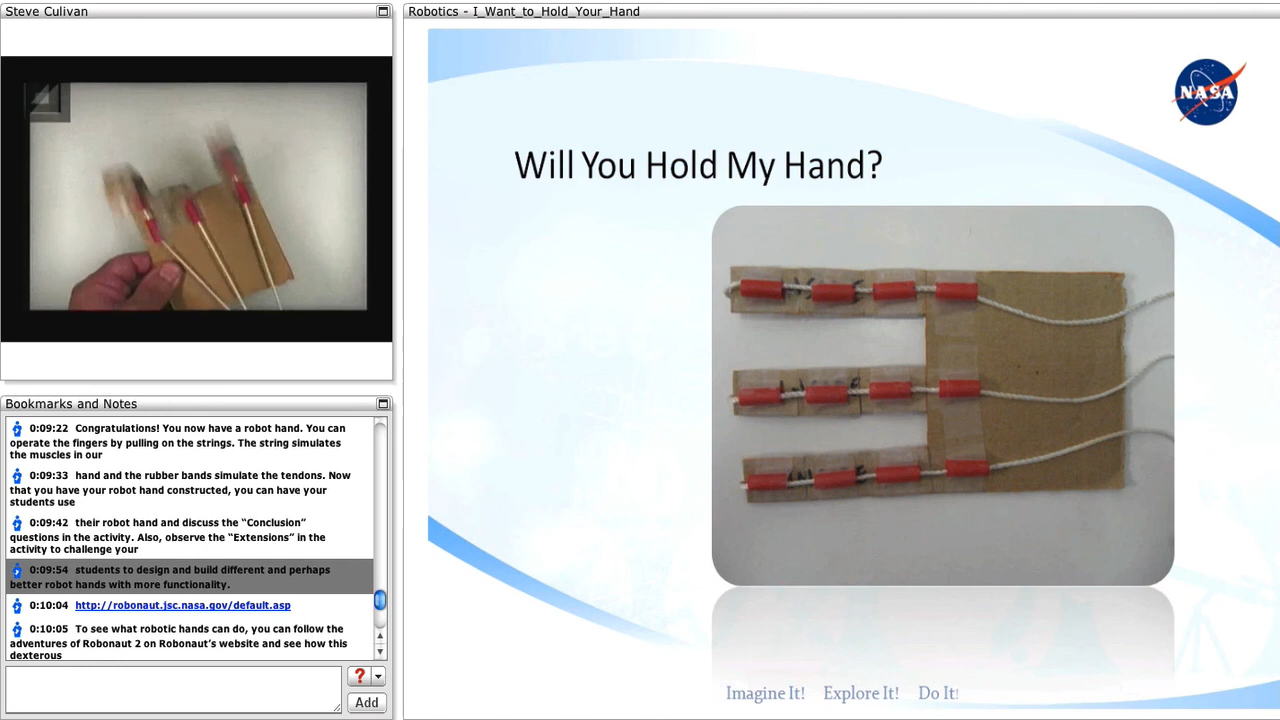 Steve Culivan
Robotics - I_Want_to_Hold_Your_Hand
NASA
Will You Hold My Hand?
Bookmarks and Notes
0:09:22 Congratulations! You now have a robot hand. You can
operate the fingers by pulling on the strings. The string simulates
the muscles in our
0:09:33 hand and the rubber bands simulate the tendons. Now
that you have your robot hand constructed, you can have your
students use
0:09:42 their robot hand and discuss the “Conclusion”
questions in the activity. Also, observe the “Extensions” in the
activity to challenge your
0:09:54 students to design and build different and perhaps
better robot hands with more functionality.
0:10:04 http://robonaut.jsc.nasa.gov/default.asp
0:10:05 To see what robotic hands can do, you can follow the
adventures of Robonaut 2 on Robonaut’s website and see how this
dexterous
?
Add
Imagine It! Explore It! Do It!